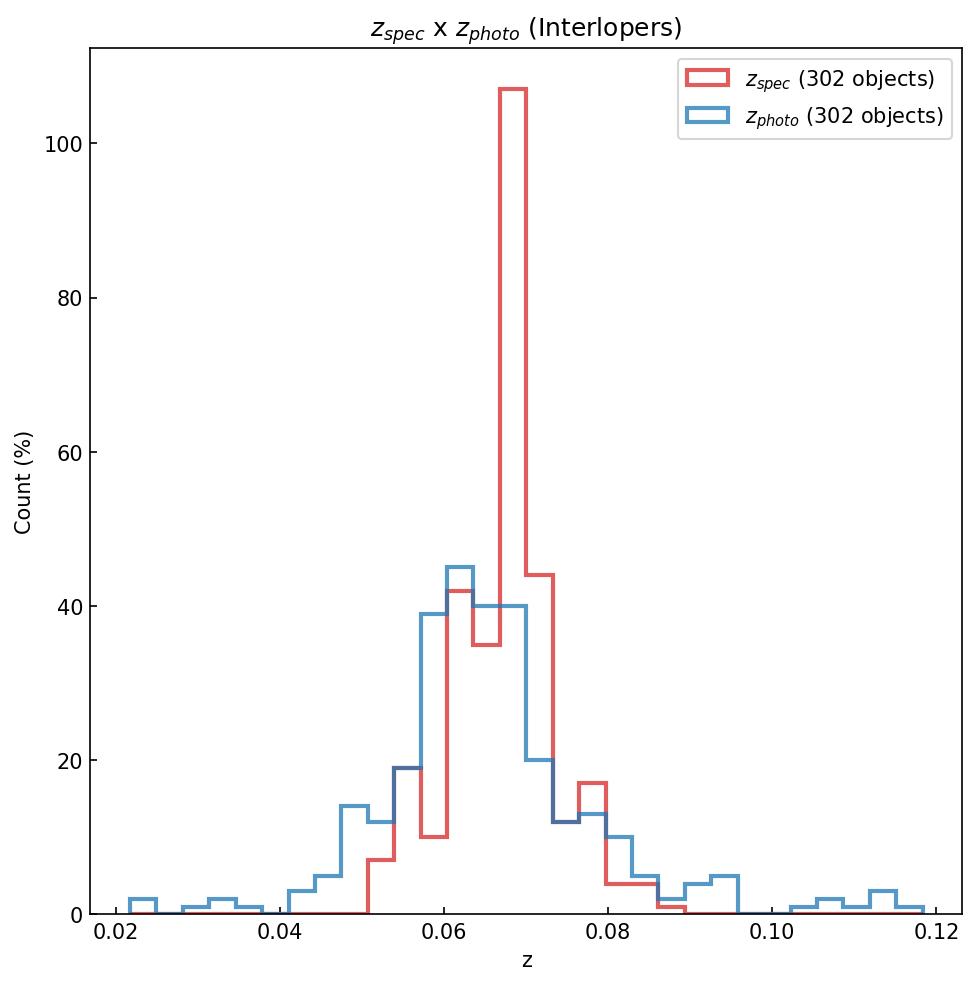 z_spec x z_photo (Interlopers)
z_spec (302 objects)
z_photo (302 objects)
Count (%)
100
80
60
40
20
0
0.02 0.04 0.06 0.08 0.10 0.12
z